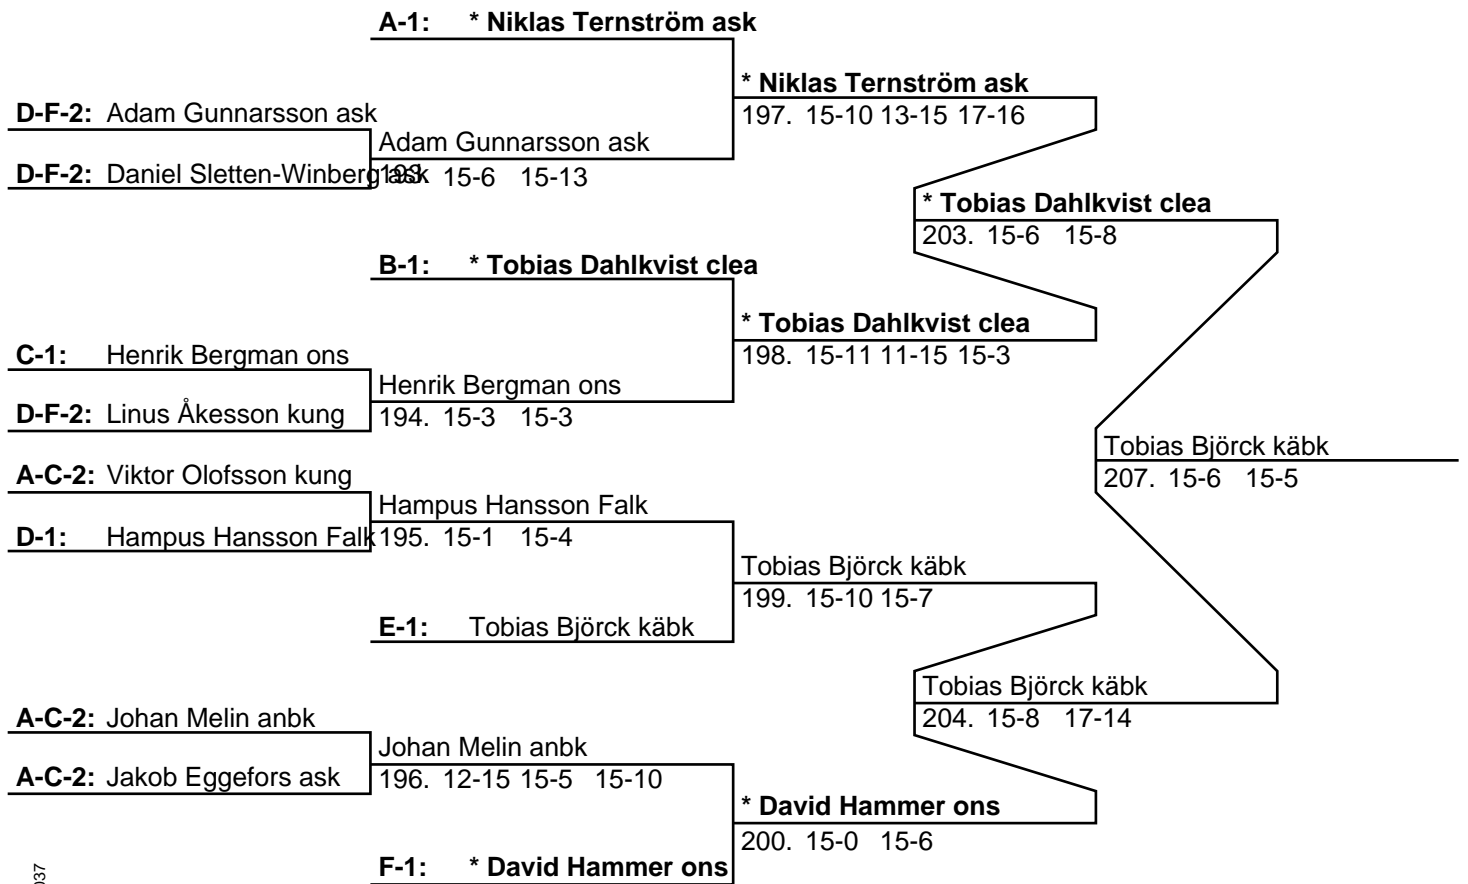 A-1: * Niklas Ternström ask
* Niklas Ternström ask
D-F-2: Adam Gunnarsson ask
197. 15-10 13-15 17-16
Adam Gunnarsson ask
D-F-2: Daniel Sletten-Winberg ask
193. 15-6 15-13
* Tobias Dahlkvist clea
203. 15-6 15-8
B-1: * Tobias Dahlkvist clea
* Tobias Dahlkvist clea
C-1: Henrik Bergman ons
198. 15-11 11-15 15-3
Henrik Bergman ons
D-F-2: Linus Åkesson kung
194. 15-3 15-3
Tobias Björck käbk
A-C-2: Viktor Olofsson kung
207. 15-6 15-5
Hampus Hansson Falk
D-1: Hampus Hansson Falk
195. 15-1 15-4
Tobias Björck käbk
199. 15-10 15-7
E-1: Tobias Björck käbk
Tobias Björck käbk
A-C-2: Johan Melin anbk
204. 15-8 17-14
Johan Melin anbk
A-C-2: Jakob Eggefors ask
196. 12-15 15-5 15-10
* David Hammer ons
200. 15-0 15-6
F-1: * David Hammer ons